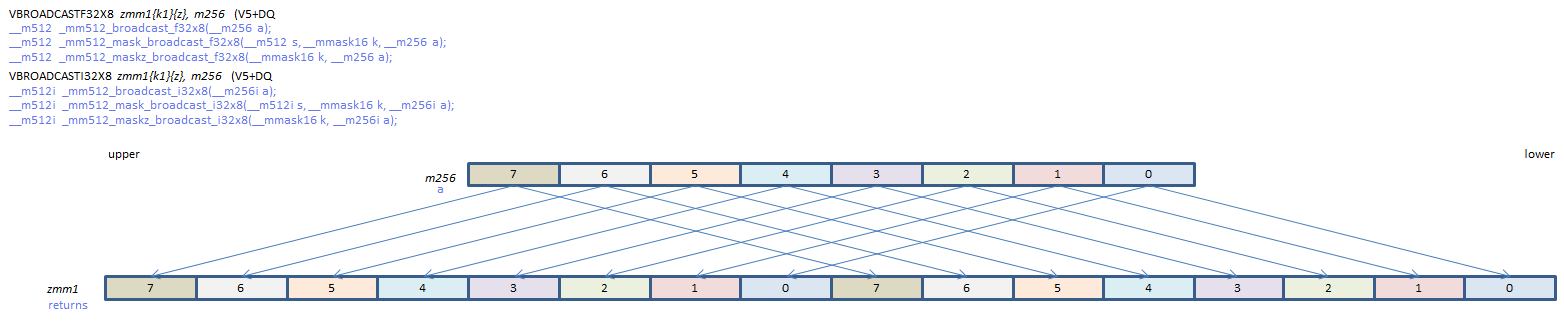 VBROADCASTF32X8 zmm1{k1}{z}, m256 (V5+DQ
__m512 _mm512_broadcast_f32x8(__m256 a);
__m512 _mm512_mask_broadcast_f32x8(__m512 s, __mmask16 k, __m256 a);
__m512 _mm512_maskz_broadcast_f32x8(__mmask16 k, __m256 a);
VBROADCASTI32X8 zmm1{k1}{z}, m256 (V5+DQ
__m512i _mm512_broadcast_i32x8(__m256i a);
__m512i _mm512_mask_broadcast_i32x8(__m512i s, __mmask16 k, __m256i a);
__m512i _mm512_maskz_broadcast_i32x8(__mmask16 k, __m256i a);
upper lower
m256 7 6 5 4 3 2 1 0
a
zmm1 7 6 5 4 3 2 1 0 7 6 5 4 3 2 1 0
returns